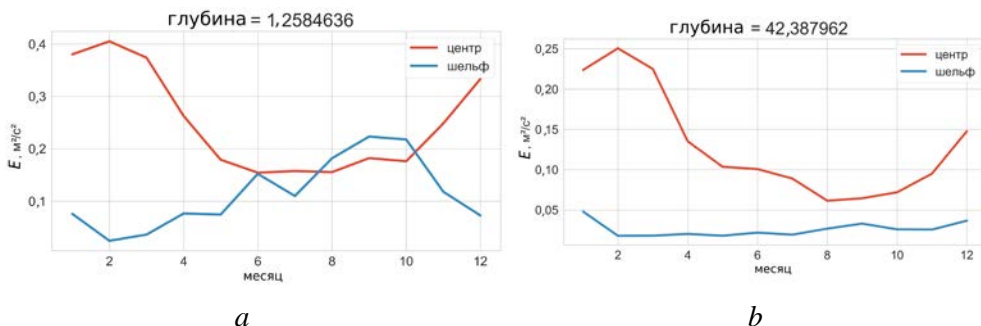 глубина = 1,2584636
0,4
0,3
0,2
0,1
E, м²/с²
центр
шельф
2 4 6 8 10 12
месяц
a
глубина = 42,387962
0,25
0,20
0,15
0,10
0,05
E, м²/с²
центр
шельф
2 4 6 8 10 12
месяц
b